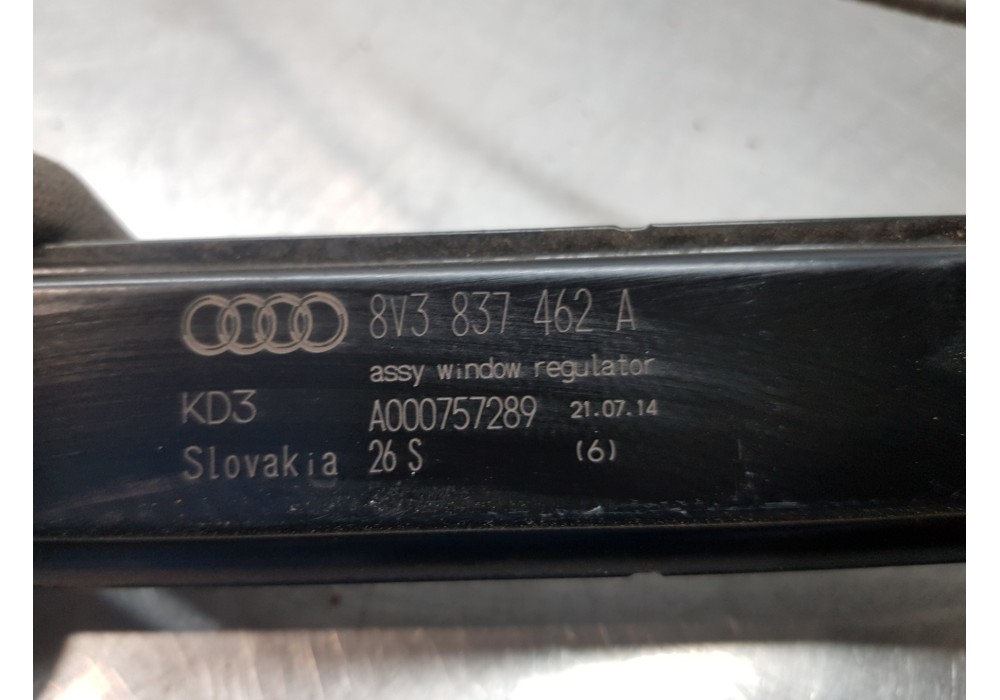 8V3 837 462 A
assy window regulator
KD3 A000757289 21.07.14
Slovakia 26 S (6)